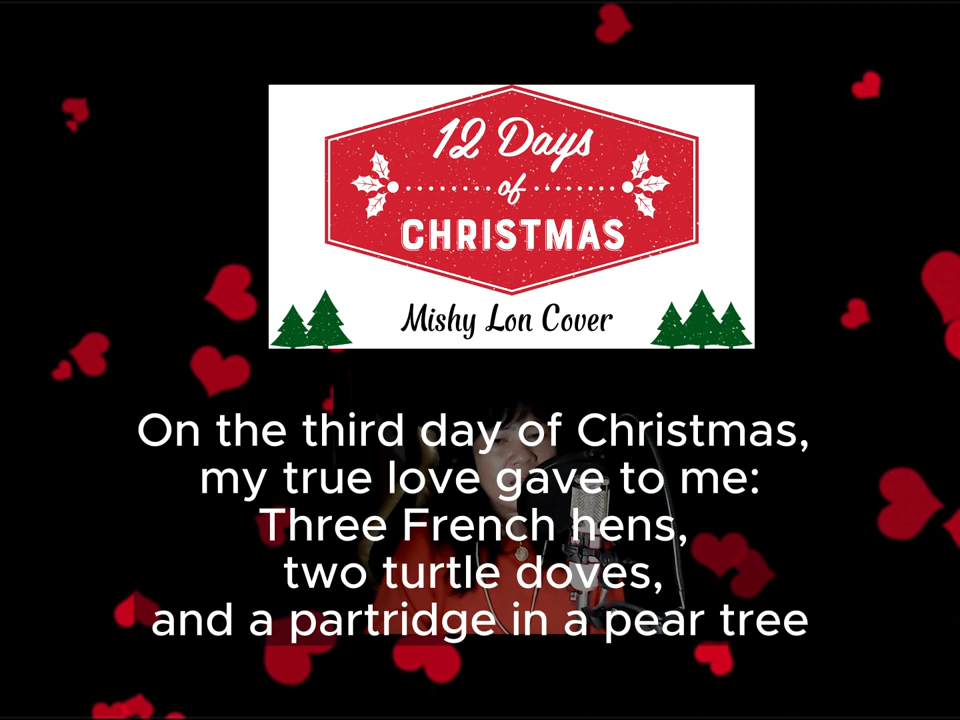 12 Days
of
CHRISTMAS
Mishy Lon Cover
On the third day of Christmas,
my true love gave to me:
Three French hens,
two turtle doves,
and a partridge in a pear tree